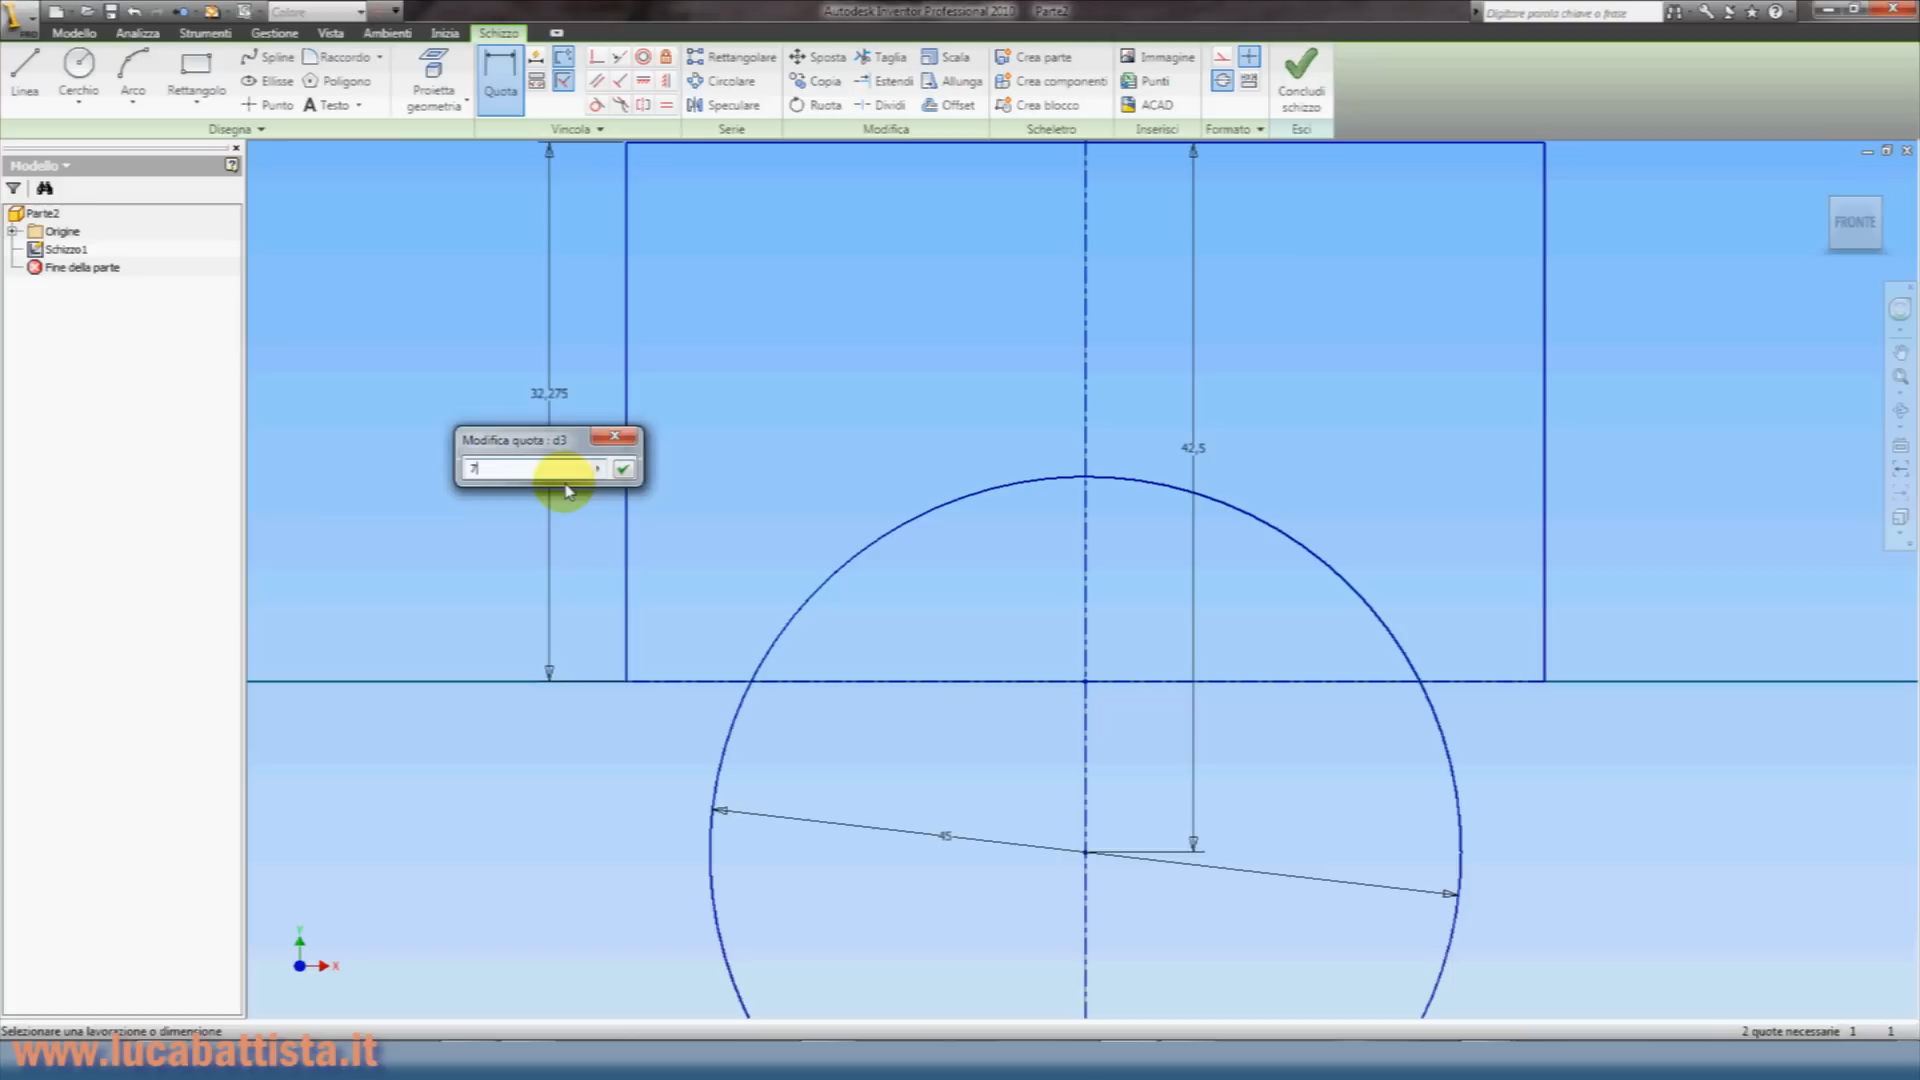 Colore
Autodesk Inventor Professional 2010 Parte2
Digitare parola chiave o frase
PRO
Modello Analizza Strumenti Gestione Vista Ambienti Inizia Schizzo
Linea Cerchio Arco Rettangolo
Spline Raccordo
Ellisse Poligono
Punto A Testo
Proietta geometria
Quota
Rettangolare
Circolare
Speculare
Sposta Taglia Scala
Copia Estendi Allunga
Ruota Dividi Offset
Crea parte
Crea componenti
Crea blocco
Immagine
Punti
ACAD
Concludi schizzo
Disegna Vincola Serie Modifica Scheletro Inserisci Formato Esci
Modello
Parte2
Origine
Schizzo1
Fine della parte
FRONTE
32,275
Modifica quota : d3
7
42,5
45
Y
X
Selezionare una lavorazione o dimensione
2 quote necessarie 1 1
www.lucabattista.it